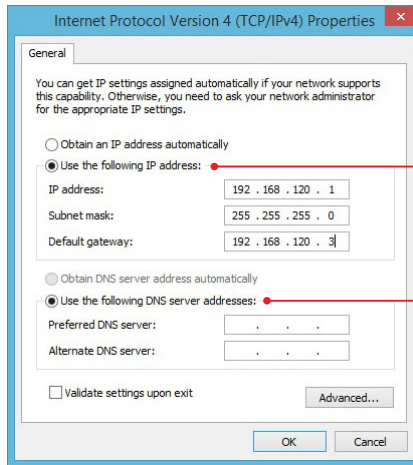 Internet Protocol Version 4 (TCP/IPv4) Properties
General
You can get IP settings assigned automatically if your network supports
this capability. Otherwise, you need to ask your network administrator
for the appropriate IP settings.
Obtain an IP address automatically
Use the following IP address:
IP address: 192 . 168 . 120 . 1
Subnet mask: 255 . 255 . 255 . 0
Default gateway: 192 . 168 . 120 . 3
Obtain DNS server address automatically
Use the following DNS server addresses:
Preferred DNS server: . . .
Alternate DNS server: . . .
Validate settings upon exit
Advanced...
OK Cancel